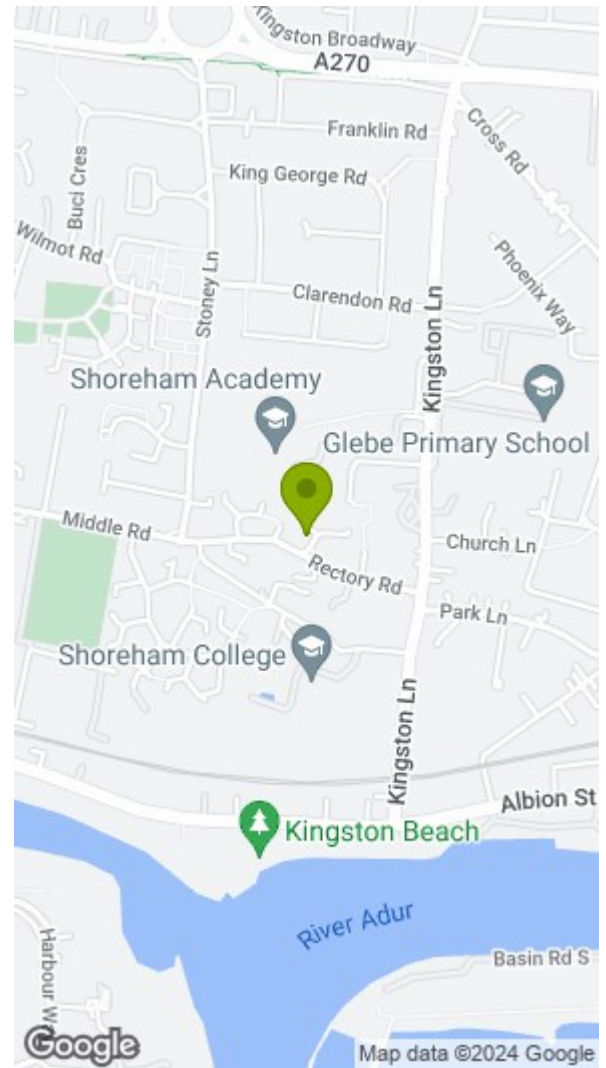 Kingston Broadway
A270
Franklin Rd
Cross Rd
King George Rd
Buci Cres
Wilmot Rd
Stoney Ln
Phoenix Way
Clarendon Rd
Kingston Ln
Shoreham Academy
Glebe Primary School
Middle Rd
Church Ln
Rectory Rd
Park Ln
Shoreham College
Kingston Ln
Albion St
Kingston Beach
River Adur
Harbour W
Basin Rd S
Google
Map data ©2024 Google